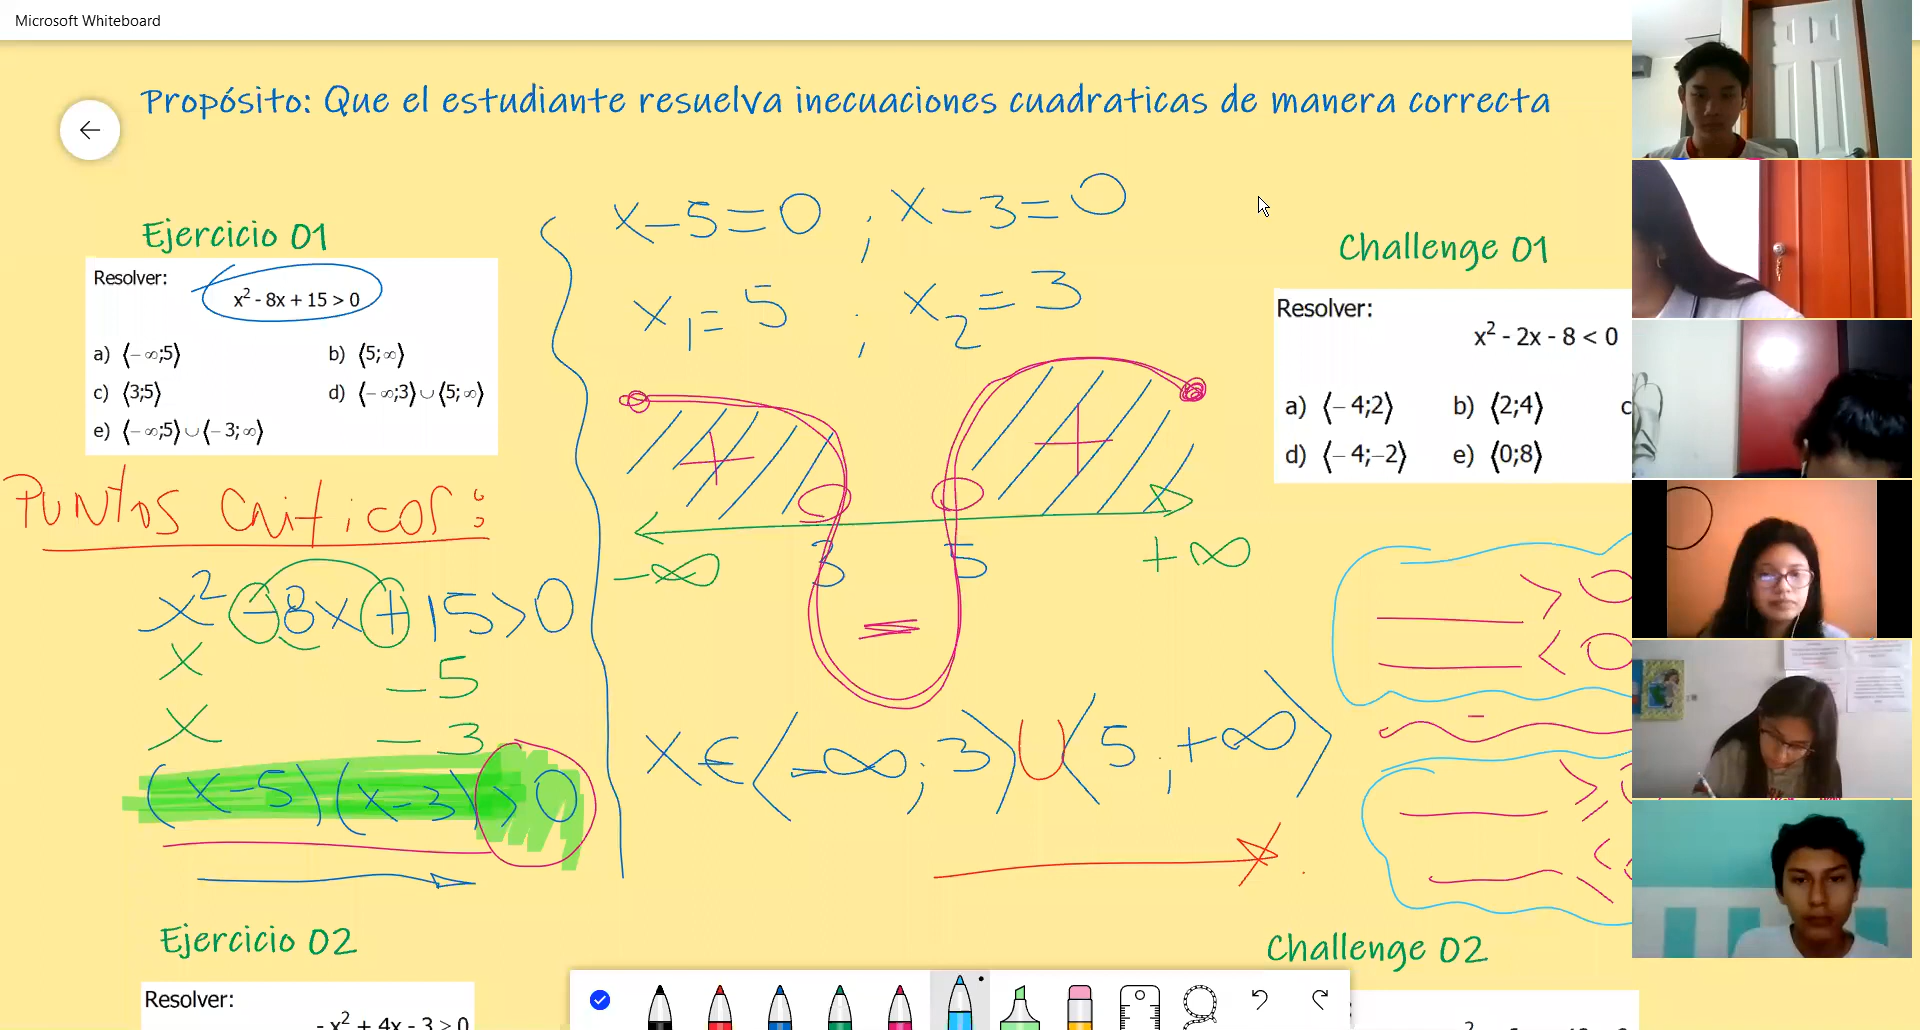 Microsoft Whiteboard
Propósito: Que el estudiante resuelva inecuaciones cuadraticas de manera correcta
Ejercicio 01
Resolver:
x² - 8x + 15 > 0
a) ⟨- ∞;5⟩ b) ⟨5; ∞⟩
c) ⟨3;5⟩ d) ⟨- ∞;3⟩ ∪ ⟨5; ∞⟩
e) ⟨- ∞;5⟩ ∪ ⟨- 3; ∞⟩
Puntos Criticos:
x² - 8x + 15 > 0
x - 5
x - 3
(x-5)(x-3) > 0
x - 5 = 0 ; x - 3 = 0
x₁ = 5 ; x₂ = 3
+ +
3 5
-∞ +∞
-
x ∈ ⟨-∞; 3⟩ ∪ ⟨5; +∞⟩
Challenge 01
Resolver:
x² - 2x - 8 < 0
a) ⟨- 4;2⟩ b) ⟨2;4⟩ c
d) ⟨- 4;-2⟩ e) ⟨0;8⟩
> 0
< 0
≥
≤
Ejercicio 02
Resolver:
- x² + 4x - 3 ≥ 0
Challenge 02